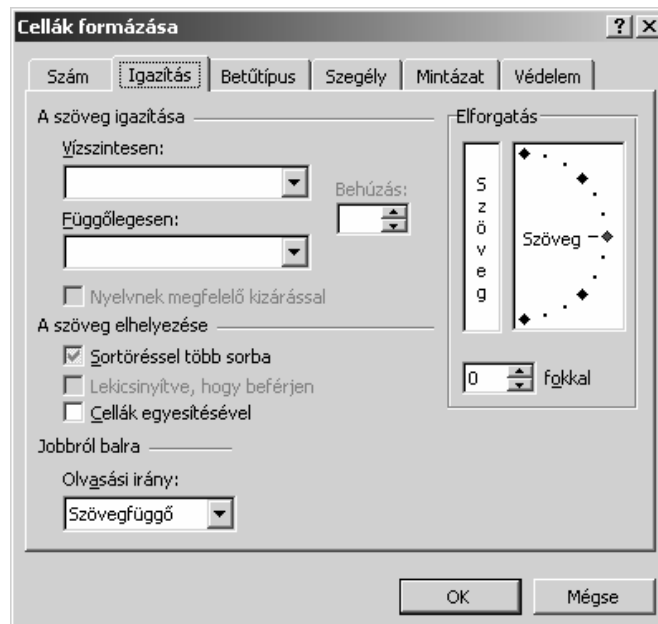 Cellák formázása
Szám Igazítás Betűtípus Szegély Mintázat Védelem
A szöveg igazítása
Vízszintesen:
Behúzás:
Függőlegesen:
Nyelvnek megfelelő kizárással
A szöveg elhelyezése
Sortöréssel több sorba
Lekicsinyítve, hogy beférjen
Cellák egyesítésével
Jobbról balra
Olvasási irány:
Szövegfüggő
Elforgatás
Szöveg
Szöveg
0 fokkal
OK Mégse